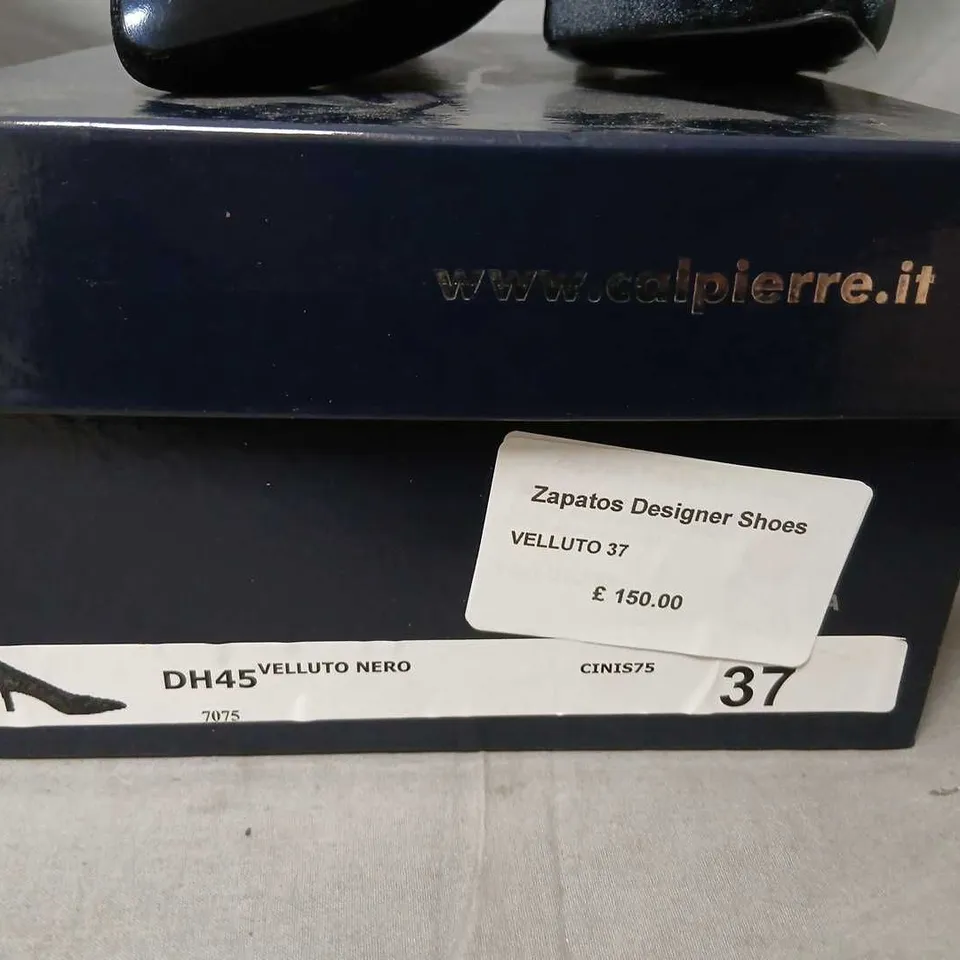 www.calpierre.it
Zapatos Designer Shoes
VELLUTO 37
£ 150.00
A
DH45 VELLUTO NERO CINIS75 37
7075